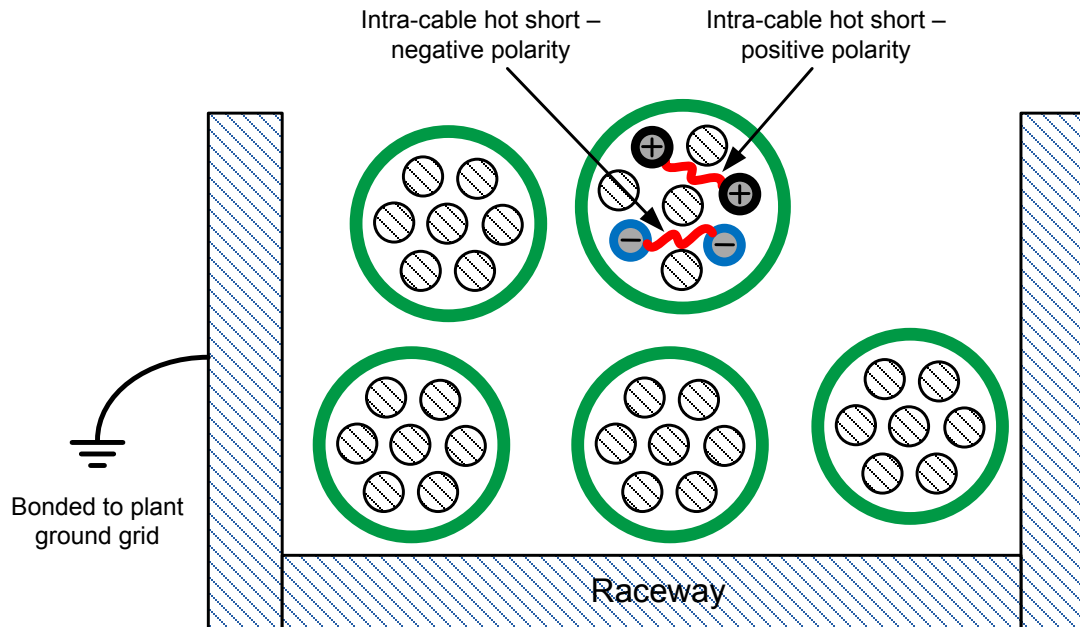 Intra-cable hot short –
negative polarity
Intra-cable hot short –
positive polarity
+
+
−
−
Bonded to plant
ground grid
Raceway